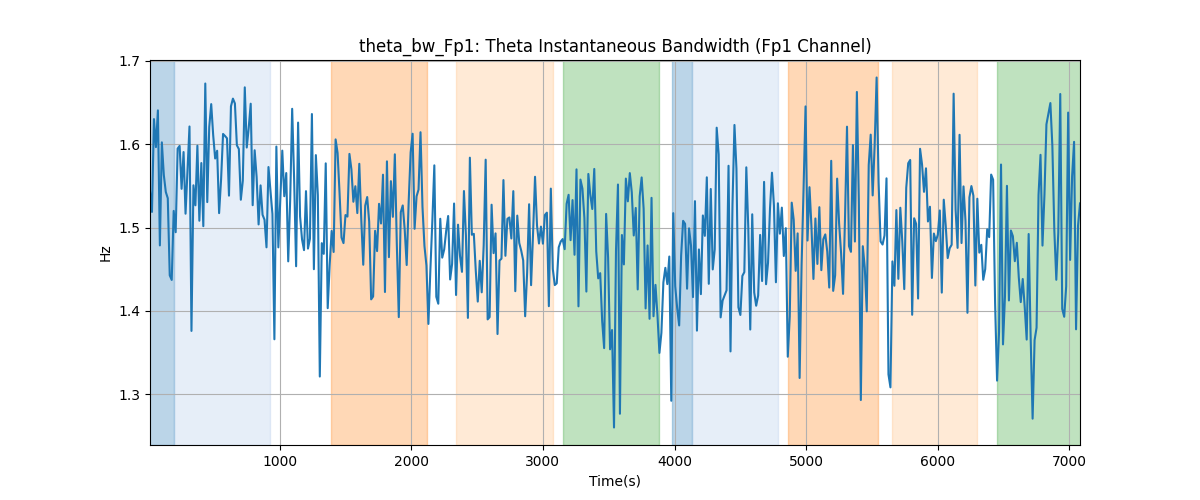 theta_bw_Fp1: Theta Instantaneous Bandwidth (Fp1 Channel)
1.7
1.6
1.5
1.4
1.3
Hz
1000 2000 3000 4000 5000 6000 7000
Time(s)